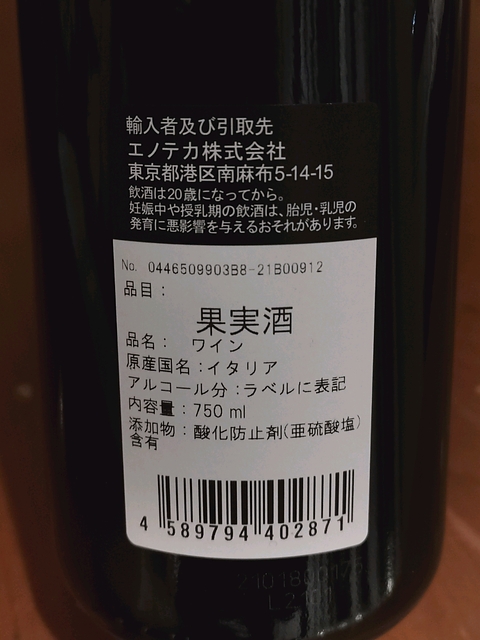 輸入者及び引取先
エノテカ株式会社
東京都港区南麻布5-14-15
飲酒は20歳になってから。
妊娠中や授乳期の飲酒は、胎児・乳児の
発育に悪影響を与えるおそれがあります。
No. 0446509903B8-21B00912
品目：
果実酒
品名： ワイン
原産国名：イタリア
アルコール分：ラベルに表記
内容量：750 ml
添加物：酸化防止剤(亜硫酸塩)
含有
4 589794 402871